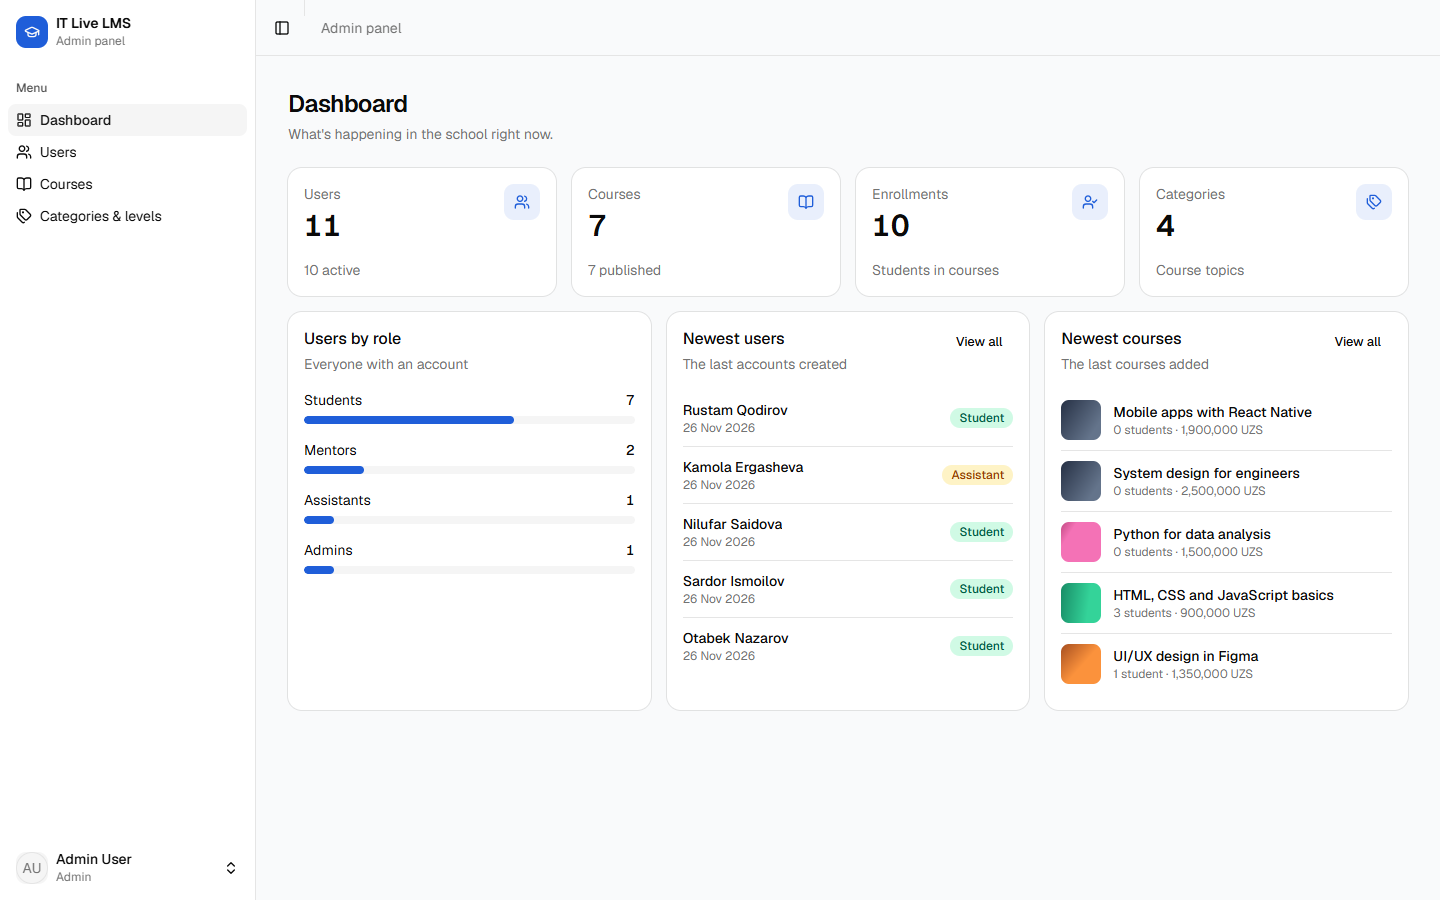 IT Live LMS
Admin panel
Menu
Dashboard
Users
Courses
Categories & levels
Admin panel
Dashboard
What's happening in the school right now.
Users
11
10 active
Courses
7
7 published
Enrollments
10
Students in courses
Categories
4
Course topics
Users by role
Everyone with an account
Students 7
Mentors 2
Assistants 1
Admins 1
Newest users View all
The last accounts created
Rustam Qodirov
26 Nov 2026
Student
Kamola Ergasheva
26 Nov 2026
Assistant
Nilufar Saidova
26 Nov 2026
Student
Sardor Ismoilov
26 Nov 2026
Student
Otabek Nazarov
26 Nov 2026
Student
Newest courses View all
The last courses added
Mobile apps with React Native
0 students · 1,900,000 UZS
System design for engineers
0 students · 2,500,000 UZS
Python for data analysis
0 students · 1,500,000 UZS
HTML, CSS and JavaScript basics
3 students · 900,000 UZS
UI/UX design in Figma
1 student · 1,350,000 UZS
AU
Admin User
Admin